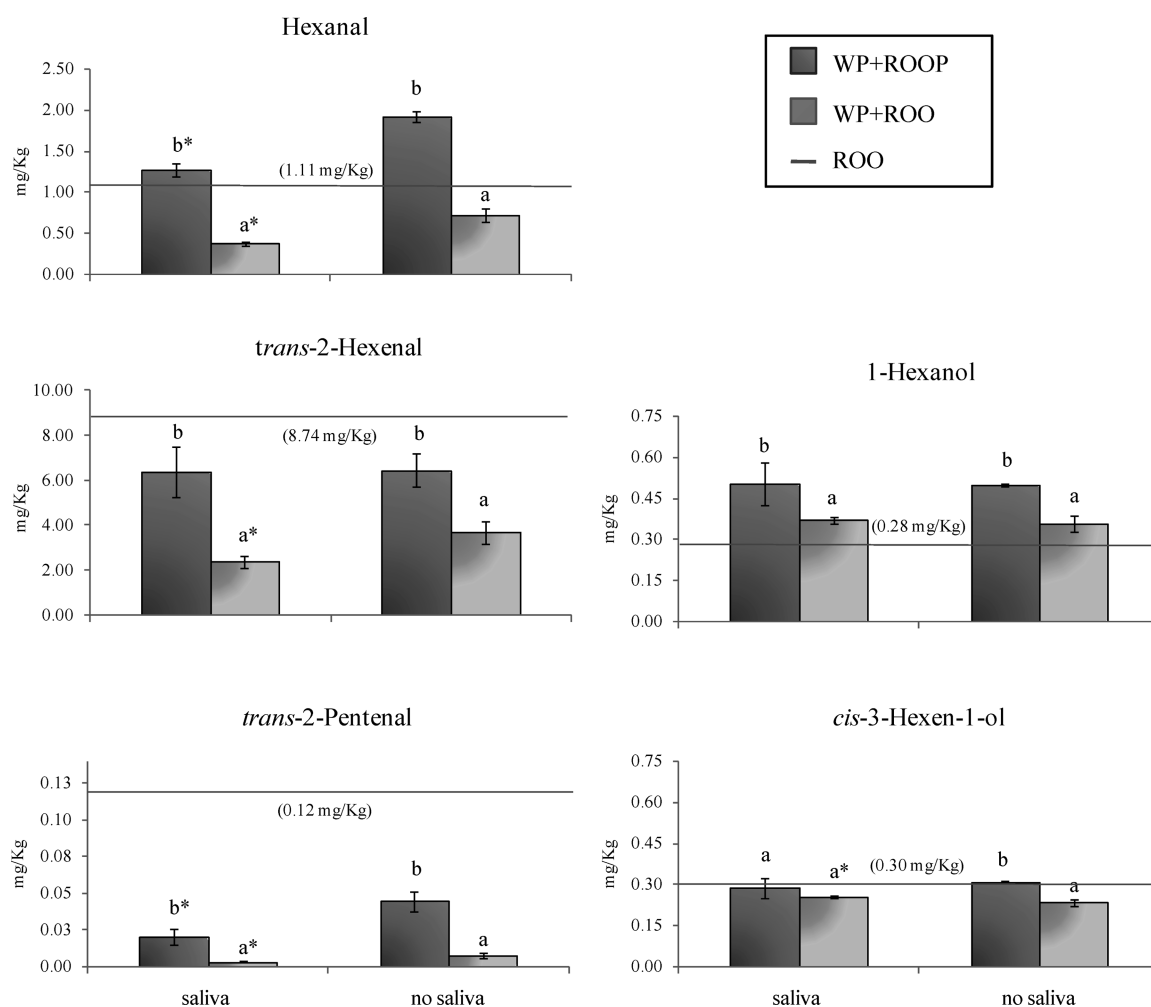 Hexanal
mg/Kg
2.50
2.00
1.50
1.00
0.50
0.00
b*
a*
b
a
(1.11 mg/Kg)
WP+ROOP
WP+ROO
ROO
trans-2-Hexenal
mg/Kg
10.00
8.00
6.00
4.00
2.00
0.00
b
a*
b
a
(8.74 mg/Kg)
1-Hexanol
mg/Kg
0.75
0.60
0.45
0.30
0.15
0.00
b
a
b
a
(0.28 mg/Kg)
trans-2-Pentenal
mg/Kg
0.13
0.10
0.08
0.05
0.03
0.00
b*
a*
b
a
(0.12 mg/Kg)
saliva
no saliva
cis-3-Hexen-1-ol
mg/Kg
0.75
0.60
0.45
0.30
0.15
0.00
a
a*
b
a
(0.30 mg/Kg)
saliva
no saliva